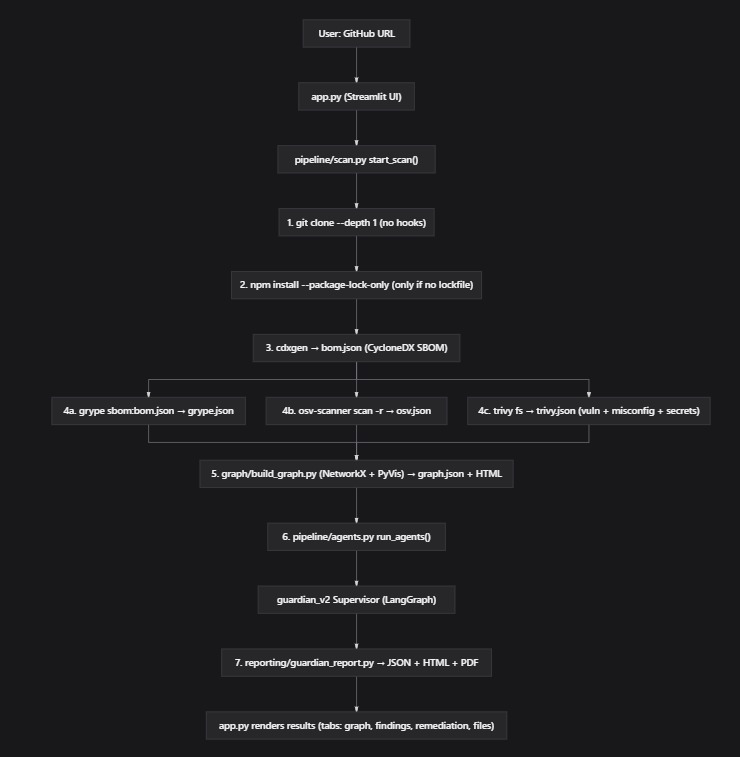 User: GitHub URL
app.py (Streamlit UI)
pipeline/scan.py start_scan()
1. git clone --depth 1 (no hooks)
2. npm install --package-lock-only (only if no lockfile)
3. cdxgen → bom.json (CycloneDX SBOM)
4a. grype sbom:bom.json → grype.json
4b. osv-scanner scan -r → osv.json
4c. trivy fs → trivy.json (vuln + misconfig + secrets)
5. graph/build_graph.py (NetworkX + PyVis) → graph.json + HTML
6. pipeline/agents.py run_agents()
guardian_v2 Supervisor (LangGraph)
7. reporting/guardian_report.py → JSON + HTML + PDF
app.py renders results (tabs: graph, findings, remediation, files)